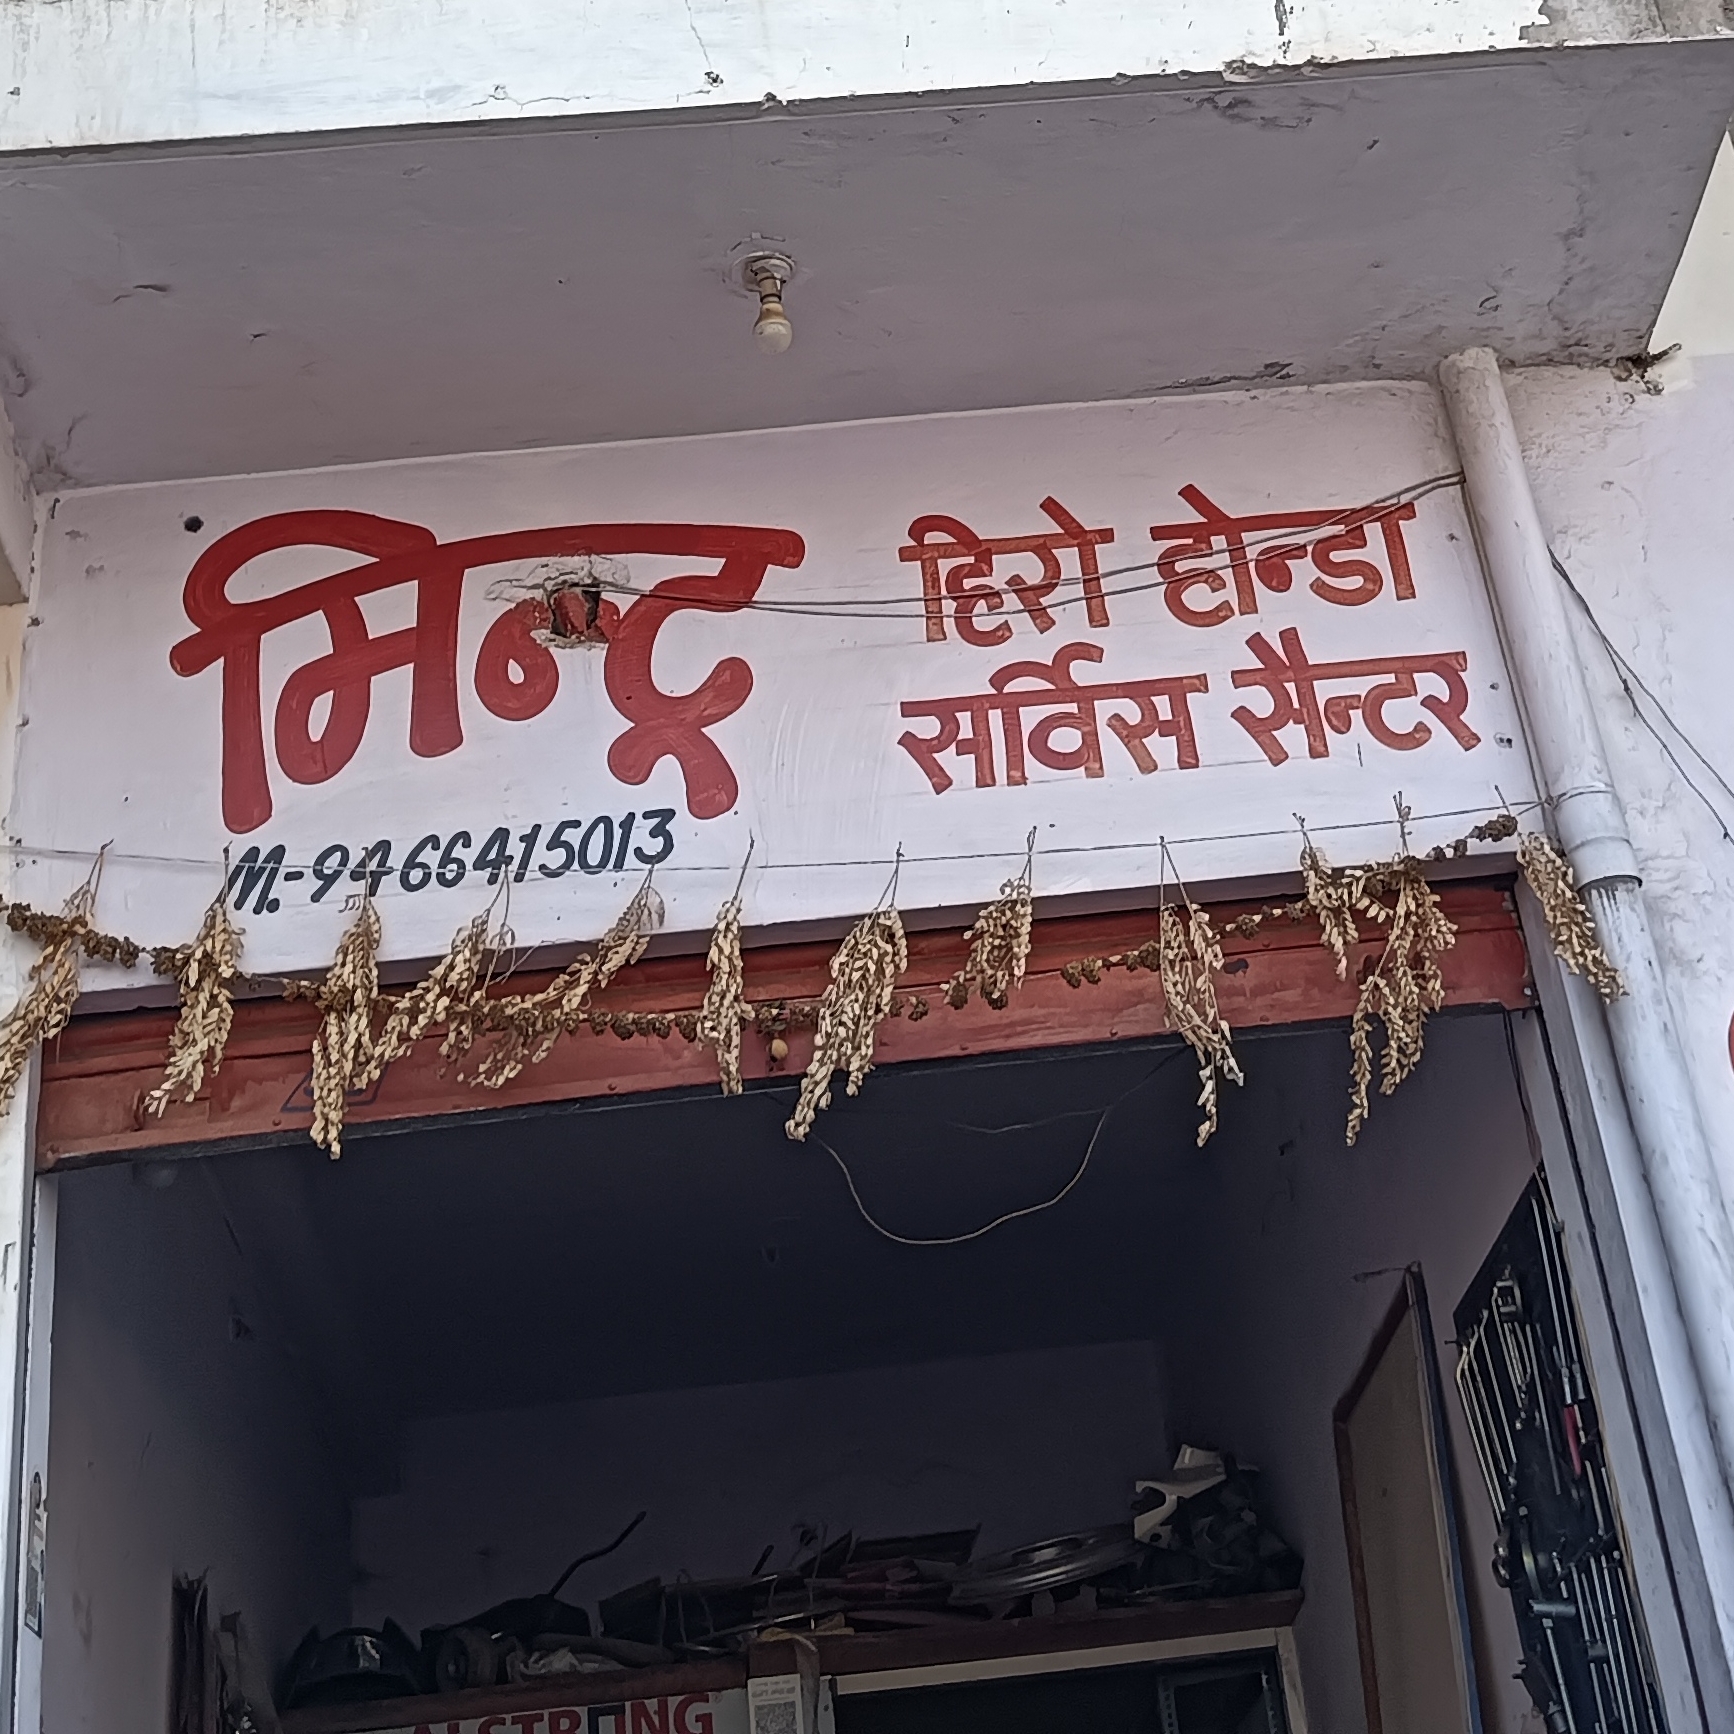 मिन्टू
हिरो होन्डा
सर्विस सैन्टर
M.-9466415013